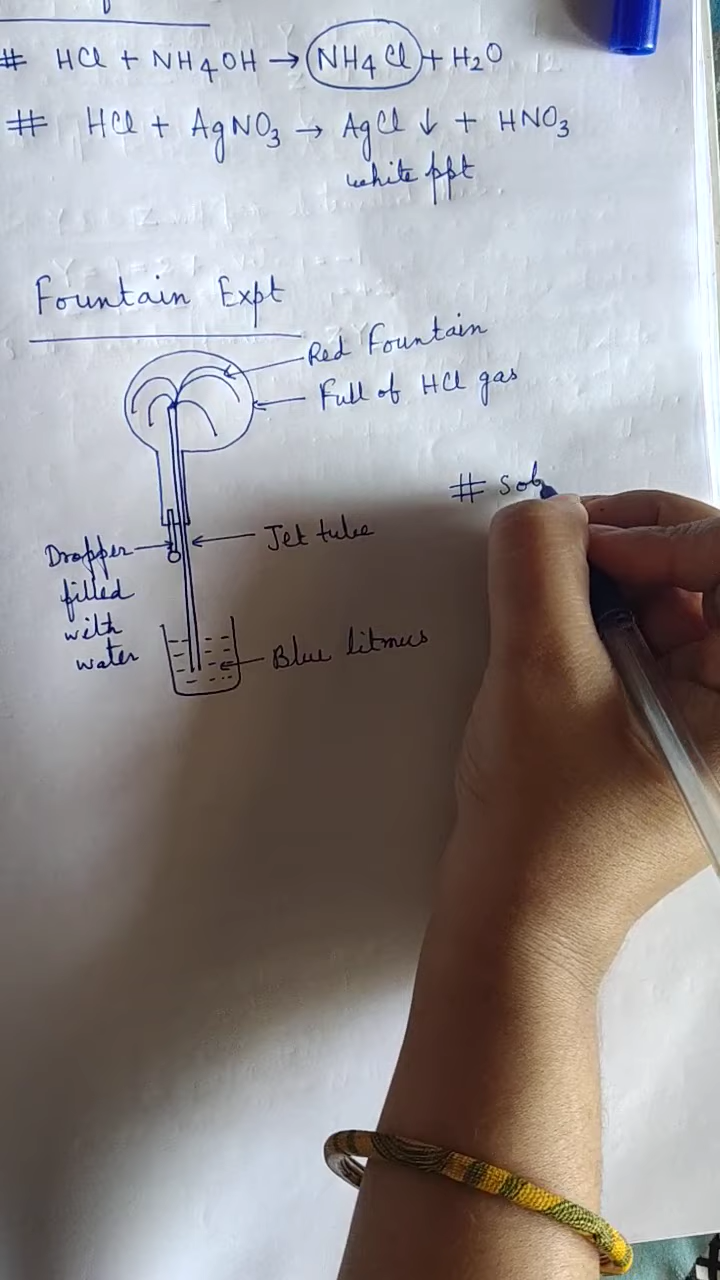 # HCl + NH4OH → NH4Cl + H2O
# HCl + AgNO3 → AgCl ↓ + HNO3
white ppt
Fountain Expt
Red Fountain
Full of HCl gas
# Sol
Dropper
filled
with
water
Jet tube
Blue litmus